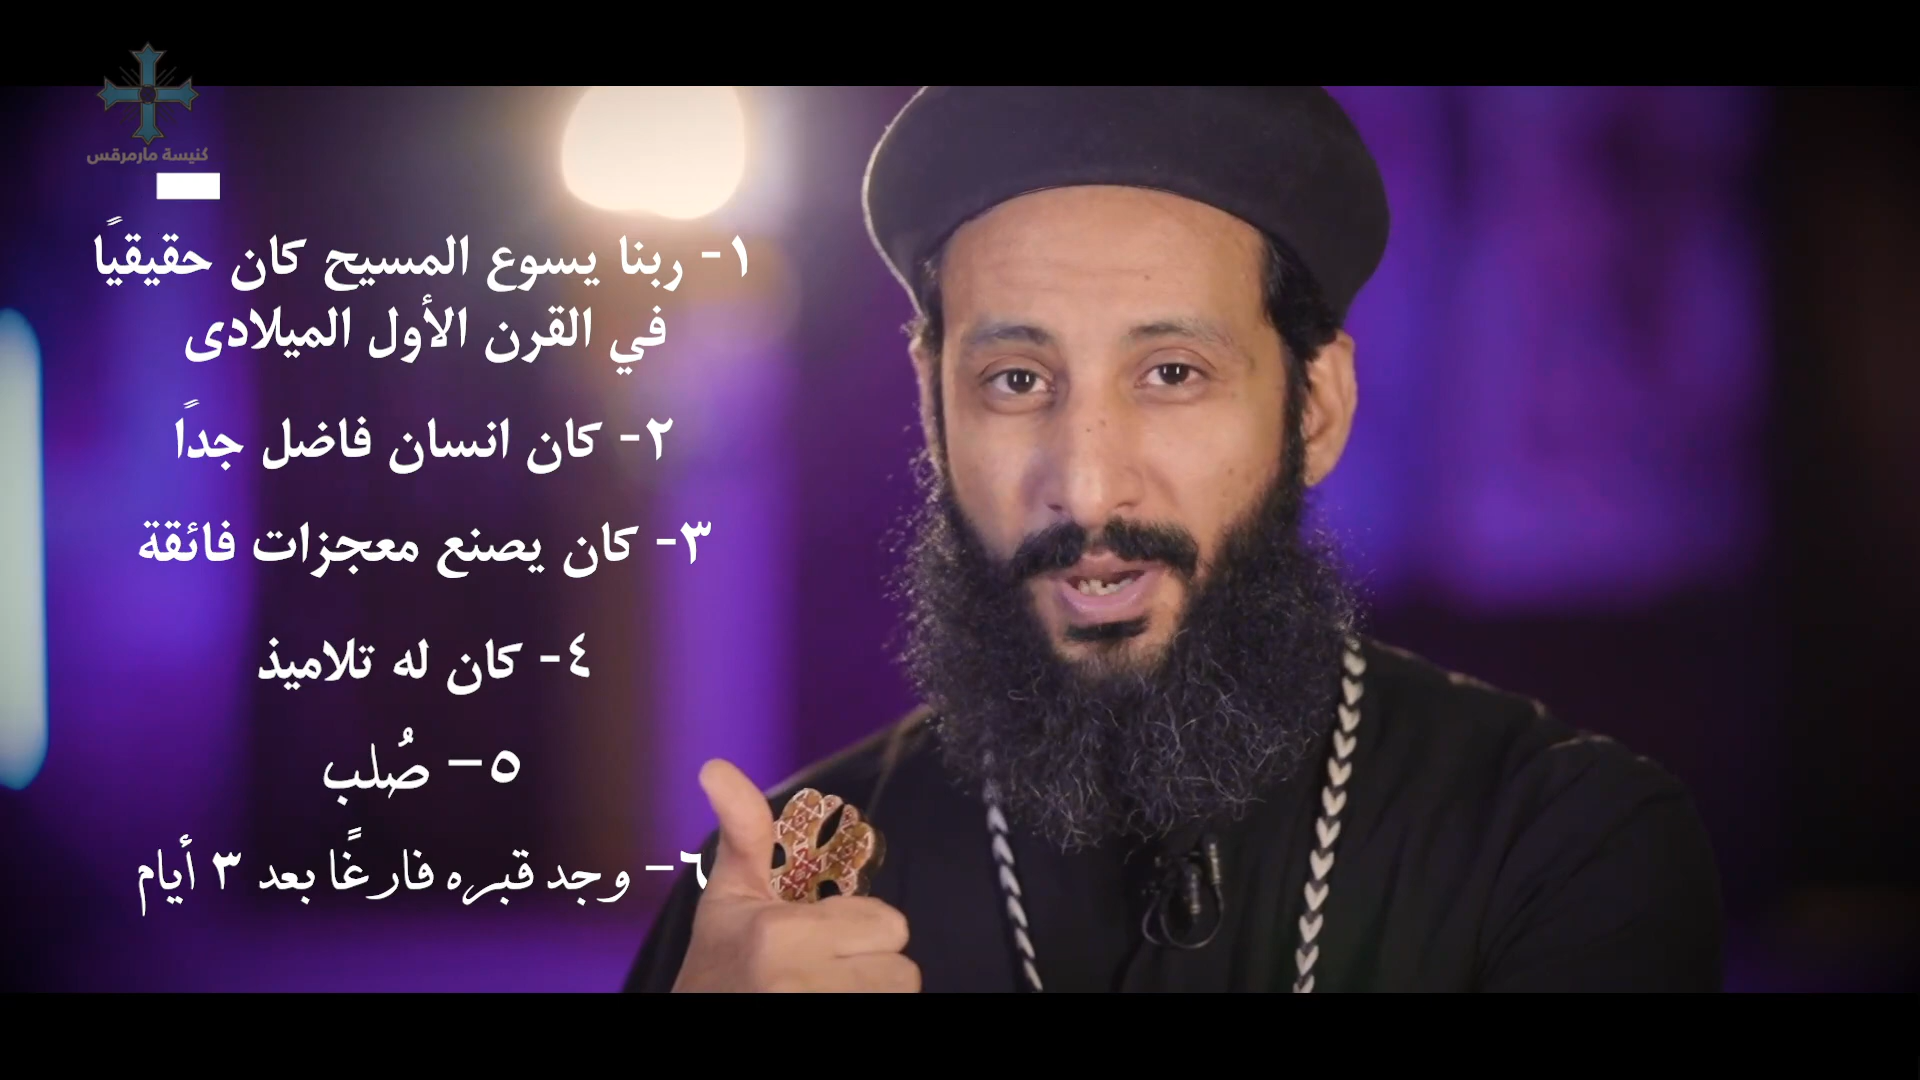 كنيسة مارمرقس
١- ربنا يسوع المسيح كان حقيقيًا
في القرن الأول الميلادى
٢- كان انسان فاضل جدًا
٣- كان يصنع معجزات فائقة
٤- كان له تلاميذ
٥- صُلب
٦- وجد قبره فارغًا بعد ٣ أيام